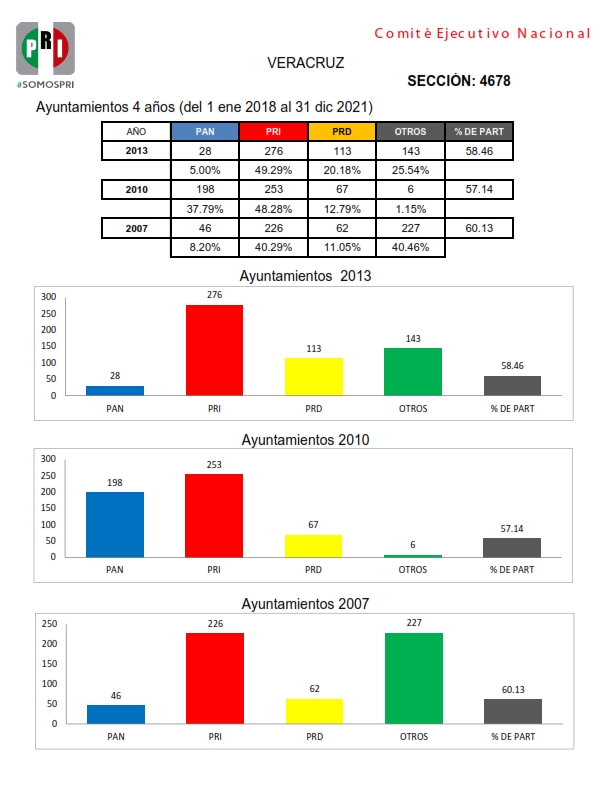 Comité Ejecutivo Nacional
PRI
#SOMOSPRI
VERACRUZ
SECCIÓN: 4678
Ayuntamientos 4 años (del 1 ene 2018 al 31 dic 2021)
AÑO PAN PRI PRD OTROS % DE PART
2013 28 276 113 143 58.46
5.00% 49.29% 20.18% 25.54%
2010 198 253 67 6 57.14
37.79% 48.28% 12.79% 1.15%
2007 46 226 62 227 60.13
8.20% 40.29% 11.05% 40.46%
Ayuntamientos 2013
300
250
200
150
100
50
0
28 276 113 143 58.46
PAN PRI PRD OTROS % DE PART
Ayuntamientos 2010
300
250
200
150
100
50
0
198 253 67 6 57.14
PAN PRI PRD OTROS % DE PART
Ayuntamientos 2007
250
200
150
100
50
0
46 226 62 227 60.13
PAN PRI PRD OTROS % DE PART